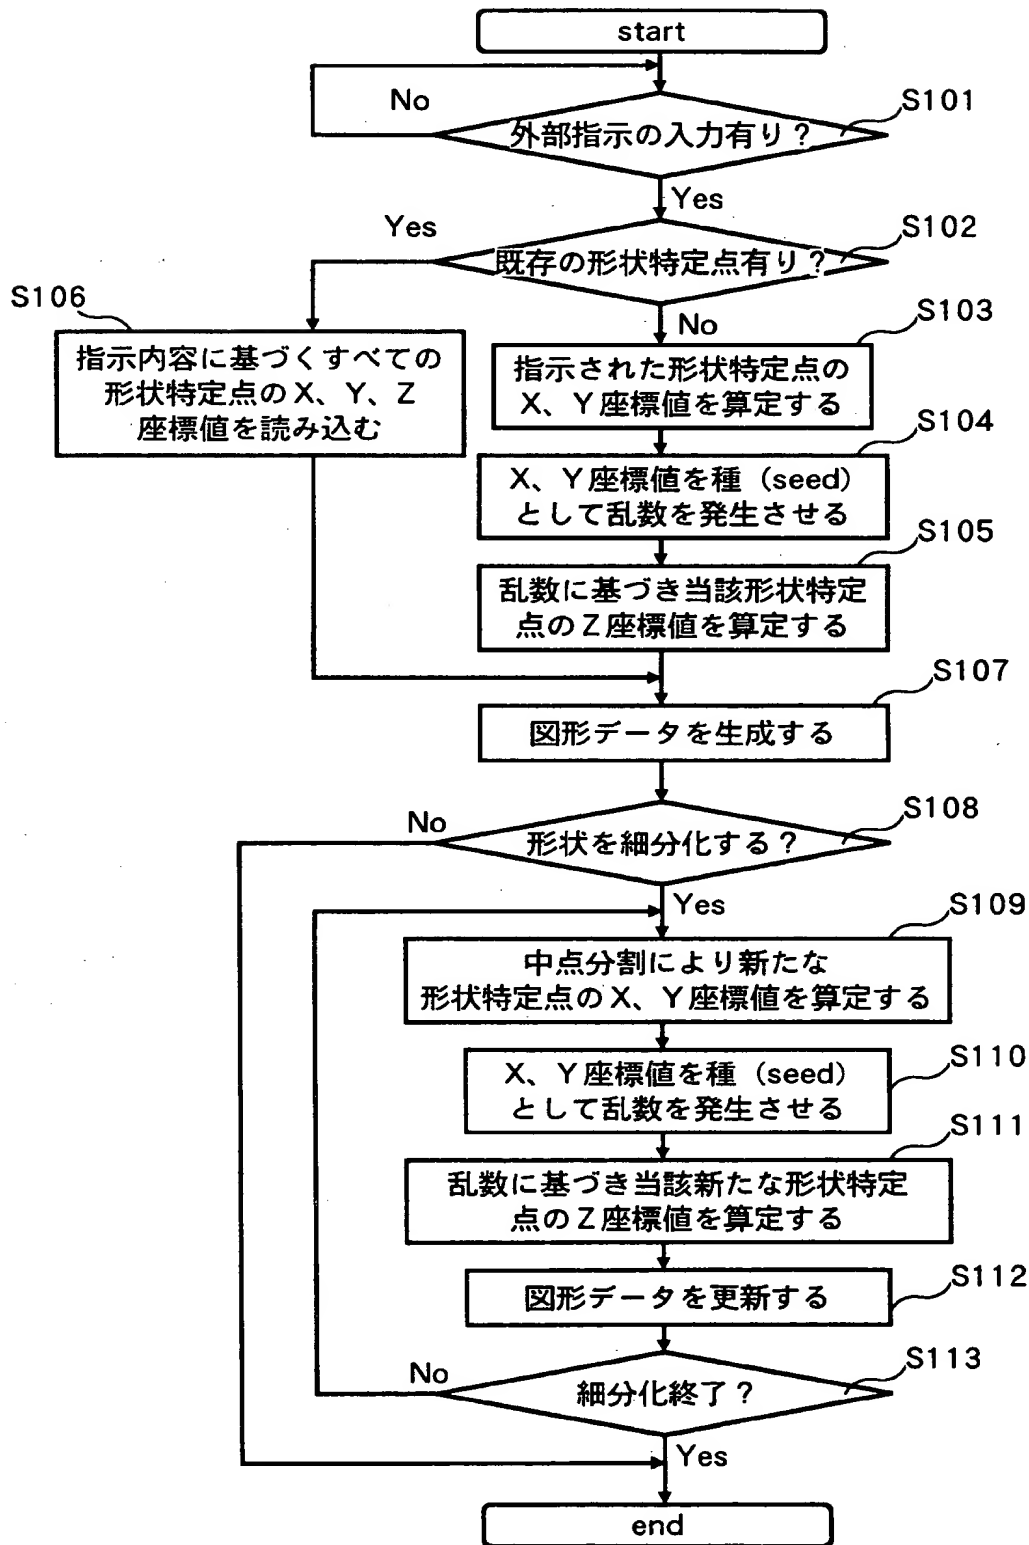 start
No
S101
外部指示の入力有り？
Yes
Yes
S102
既存の形状特定点有り？
S106
No
S103
指示内容に基づくすべての
形状特定点のX、Y、Z
座標値を読み込む
指示された形状特定点の
X、Y座標値を算定する
S104
X、Y座標値を種（seed）
として乱数を発生させる
S105
乱数に基づき当該形状特定
点のZ座標値を算定する
S107
図形データを生成する
No
S108
形状を細分化する？
Yes
S109
中点分割により新たな
形状特定点のX、Y座標値を算定する
S110
X、Y座標値を種（seed）
として乱数を発生させる
S111
乱数に基づき当該新たな形状特定
点のZ座標値を算定する
S112
図形データを更新する
No
S113
細分化終了？
Yes
end